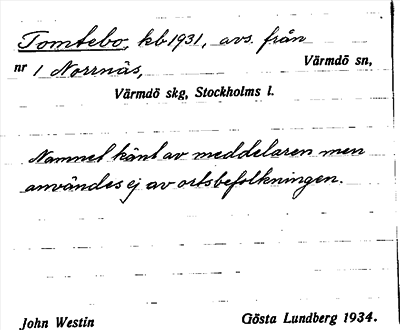 Tomtebo, kb 1931, avs. från
nr 1 Norrnäs, Värmdö sn,
Värmdö skg, Stockholms l.
Namnet känt av meddelaren men
användes ej av ortsbefolkningen.
John Westin Gösta Lundberg 1934.